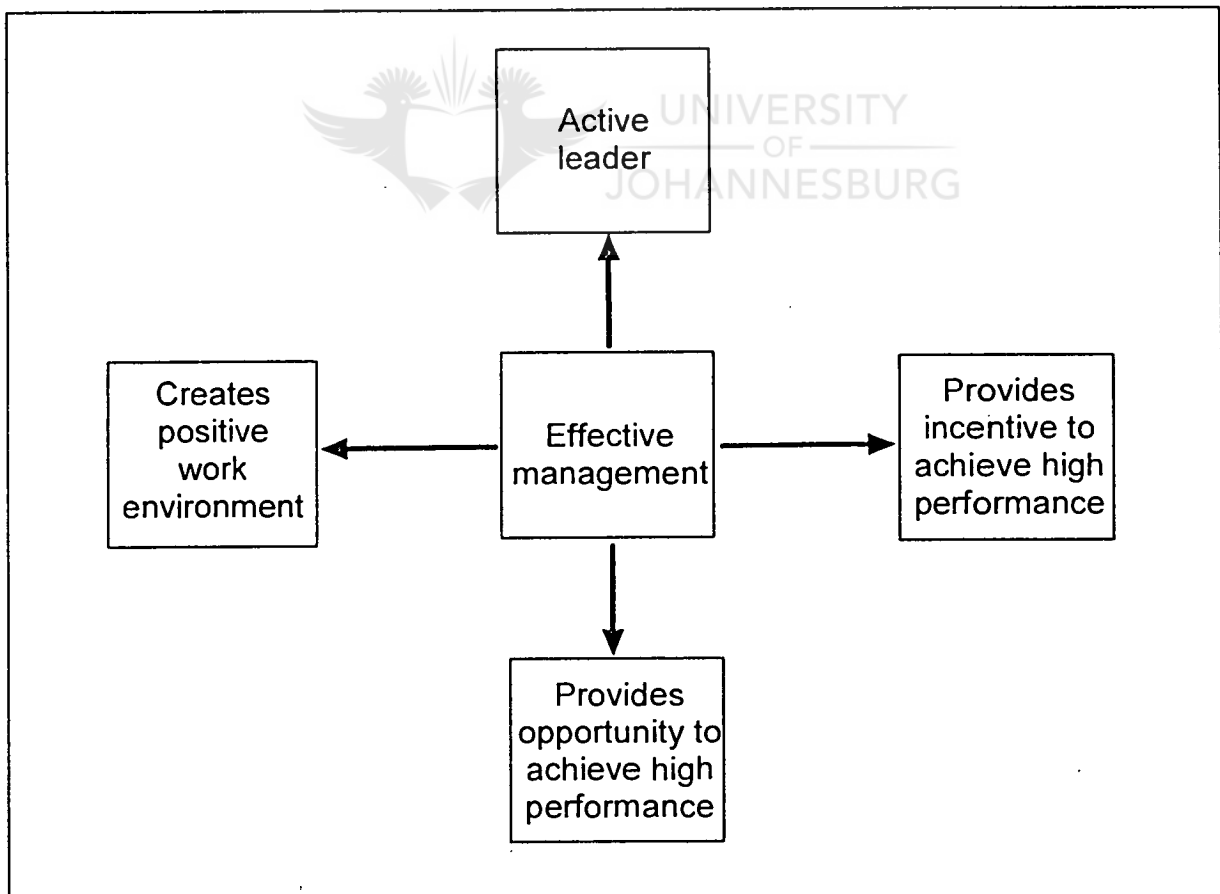 UNIVERSITY
OF
JOHANNESBURG
Active
leader
Creates
positive
work
environment
Effective
management
Provides
incentive to
achieve high
performance
Provides
opportunity to
achieve high
performance